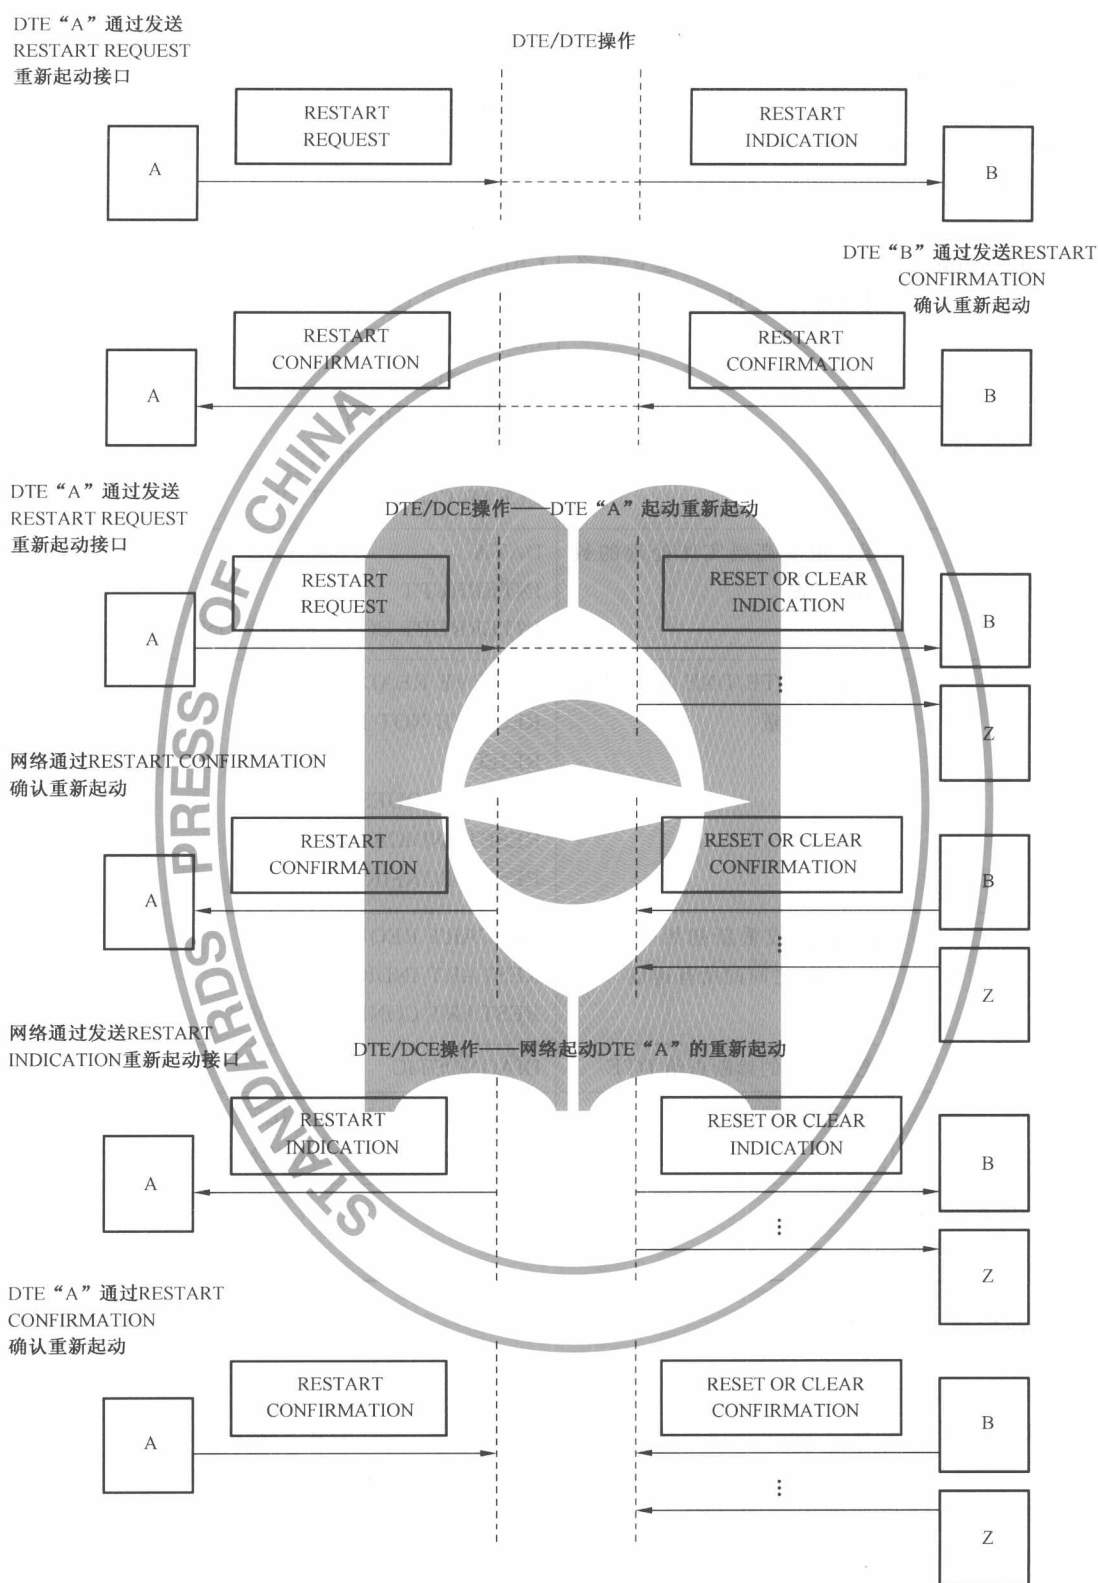 DTE“A”通过发送
RESTART REQUEST
重新起动接口
DTE/DTE操作
RESTART
REQUEST
RESTART
INDICATION
A
B
DTE“B”通过发送RESTART
CONFIRMATION
确认重新起动
RESTART
CONFIRMATION
RESTART
CONFIRMATION
A
B
DTE“A”通过发送
RESTART REQUEST
重新起动接口
DTE/DCE操作——DTE“A”起动重新起动
RESTART
REQUEST
RESET OR CLEAR
INDICATION
A
B
Z
网络通过RESTART CONFIRMATION
确认重新起动
RESTART
CONFIRMATION
RESET OR CLEAR
CONFIRMATION
A
B
Z
网络通过发送RESTART
INDICATION重新起动接口
DTE/DCE操作——网络起动DTE“A”的重新起动
RESTART
INDICATION
RESET OR CLEAR
INDICATION
A
B
Z
DTE“A”通过RESTART
CONFIRMATION
确认重新起动
RESTART
CONFIRMATION
RESET OR CLEAR
CONFIRMATION
A
B
Z
STANDARDS PRESS OF CHINA